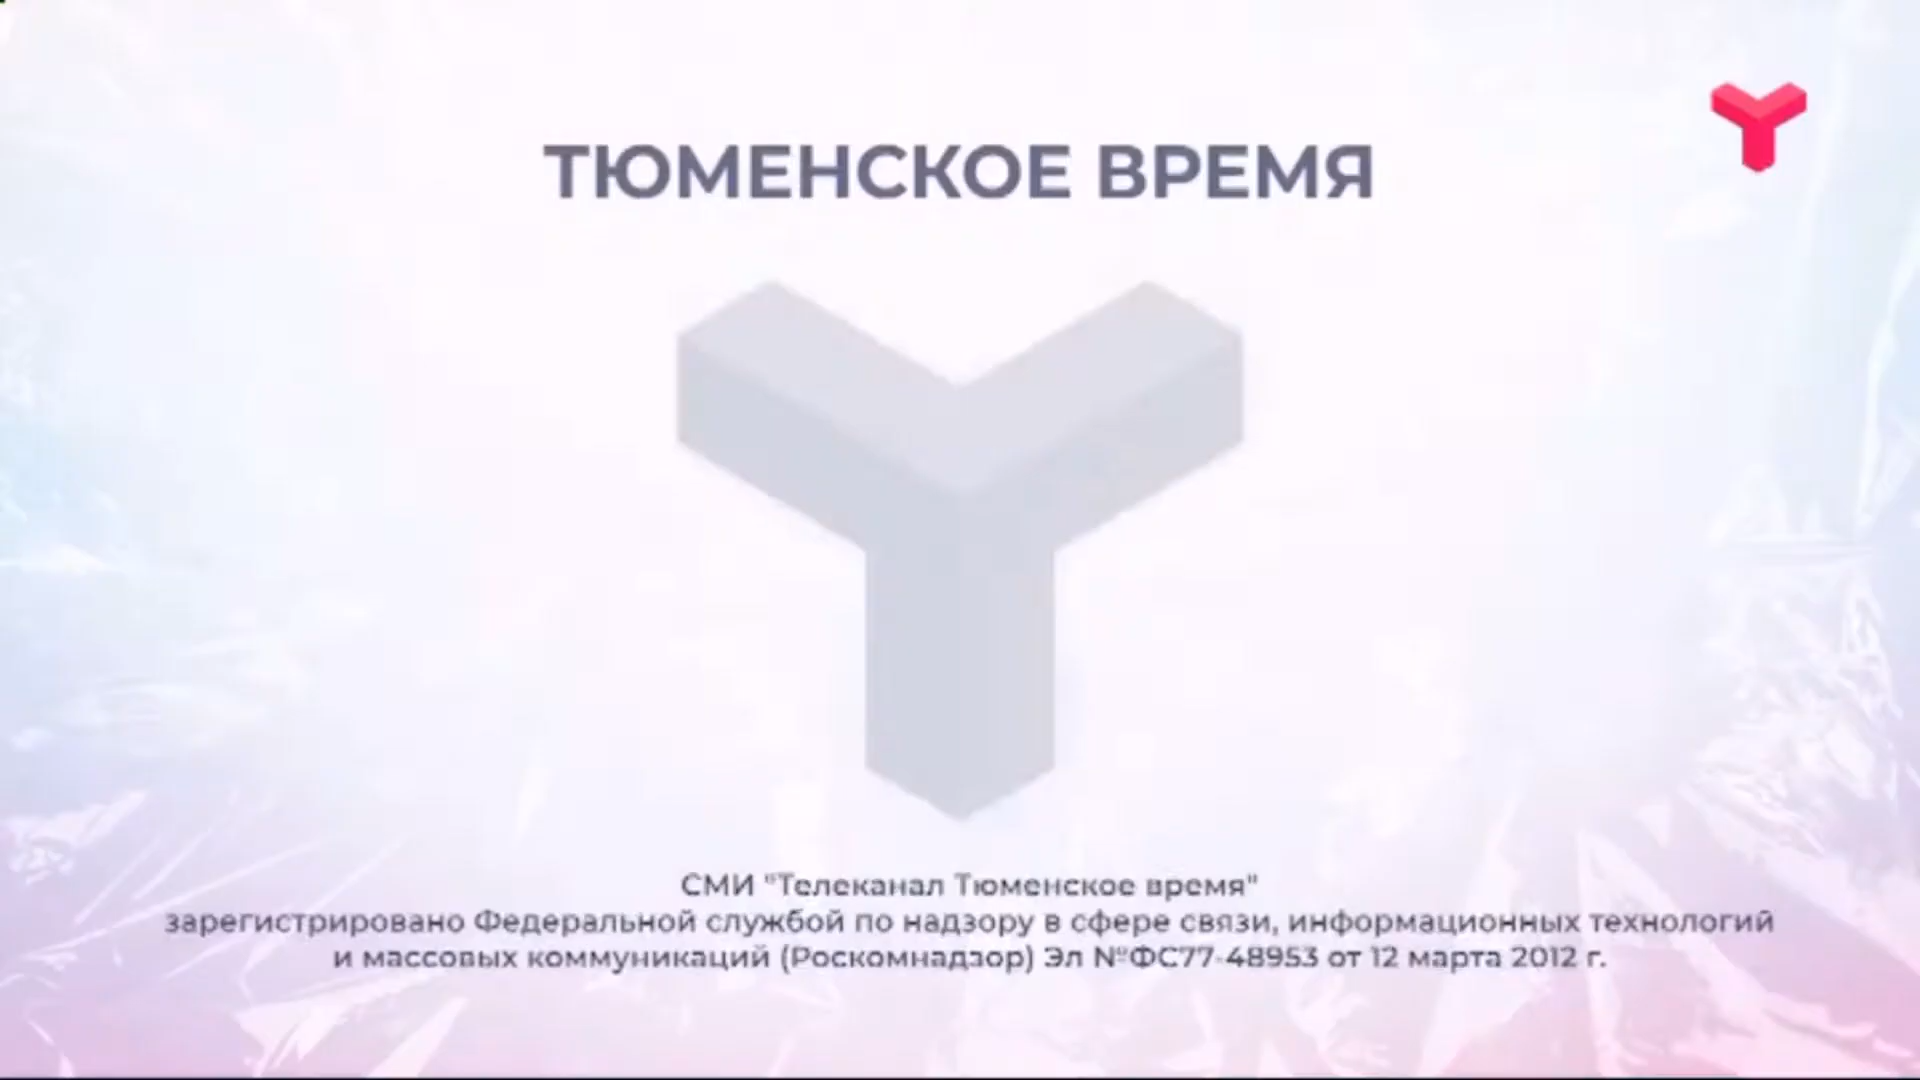 ТЮМЕНСКОЕ ВРЕМЯ
СМИ "Телеканал Тюменское время"
зарегистрировано Федеральной службой по надзору в сфере связи, информационных технологий
и массовых коммуникаций (Роскомнадзор) Эл №ФС77-48953 от 12 марта 2012 г.